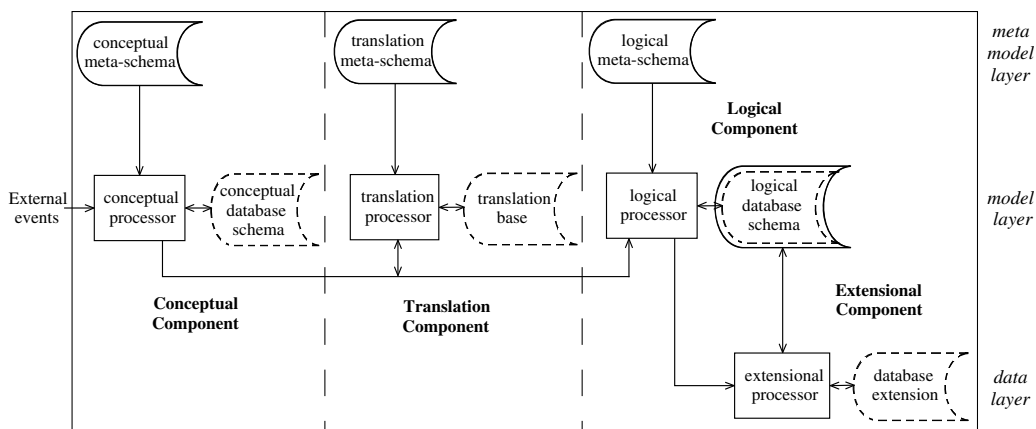 conceptual
meta-schema
translation
meta-schema
logical
meta-schema
meta
model
layer
Logical
Component
External
events
conceptual
processor
conceptual
database
schema
translation
processor
translation
base
logical
processor
logical
database
schema
model
layer
Conceptual
Component
Translation
Component
Extensional
Component
extensional
processor
database
extension
data
layer